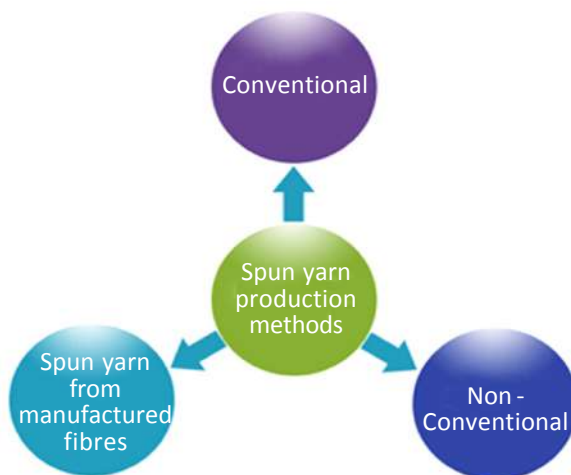 Conventional
Spun yarn
production
methods
Spun yarn
from
manufactured
fibres
Non -
Conventional